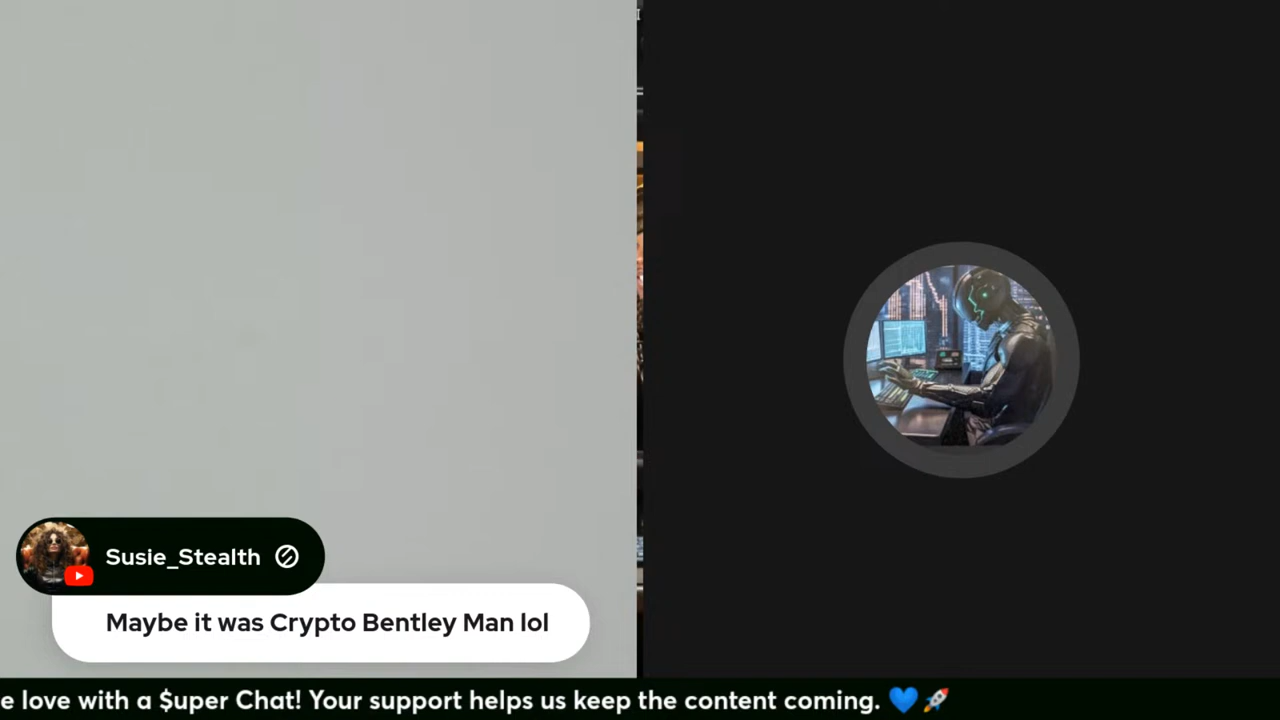 Susie_Stealth
Maybe it was Crypto Bentley Man lol
e love with a $uper Chat! Your support helps us keep the content coming. 💙🚀